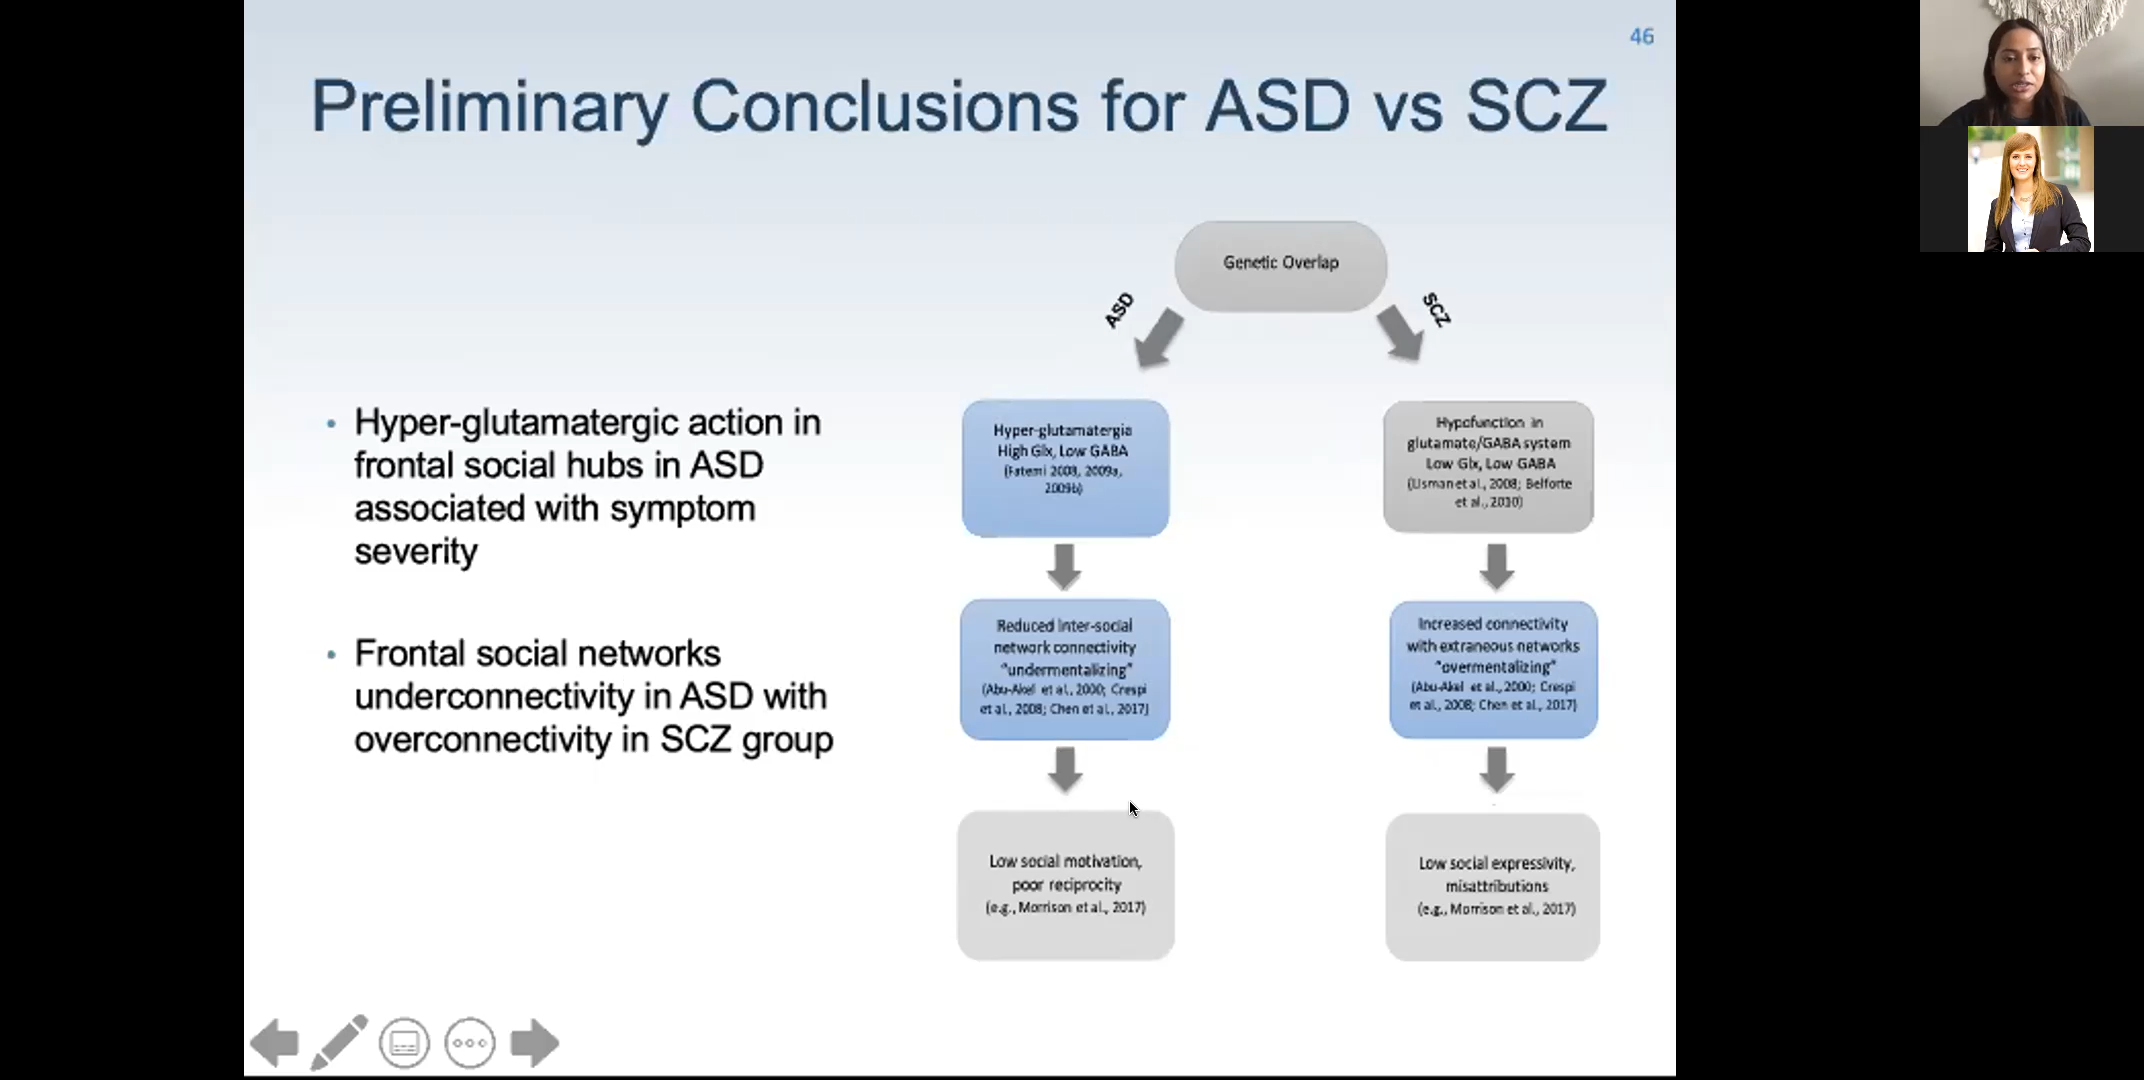 46
Preliminary Conclusions for ASD vs SCZ
• Hyper-glutamatergic action in
frontal social hubs in ASD
associated with symptom
severity
• Frontal social networks
underconnectivity in ASD with
overconnectivity in SCZ group
Genetic Overlap
ASD
SCZ
Hyper-glutamatergia
High Glx, Low GABA
(Fatemi 2008, 2009a,
2009b)
Hypofunction in
glutamate/GABA system
Low Glx, Low GABA
(Lisman et al., 2008; Belforte
et al., 2010)
Reduced inter-social
network connectivity
"undermentalizing"
(Abu-Akel et al., 2000; Crespi
et al., 2008; Chen et al., 2017)
Increased connectivity
with extraneous networks
"overmentalizing"
(Abu-Akel et al., 2000; Crespi
et al., 2008; Chen et al., 2017)
Low social motivation,
poor reciprocity
(e.g., Morrison et al., 2017)
Low social expressivity,
misattributions
(e.g., Morrison et al., 2017)